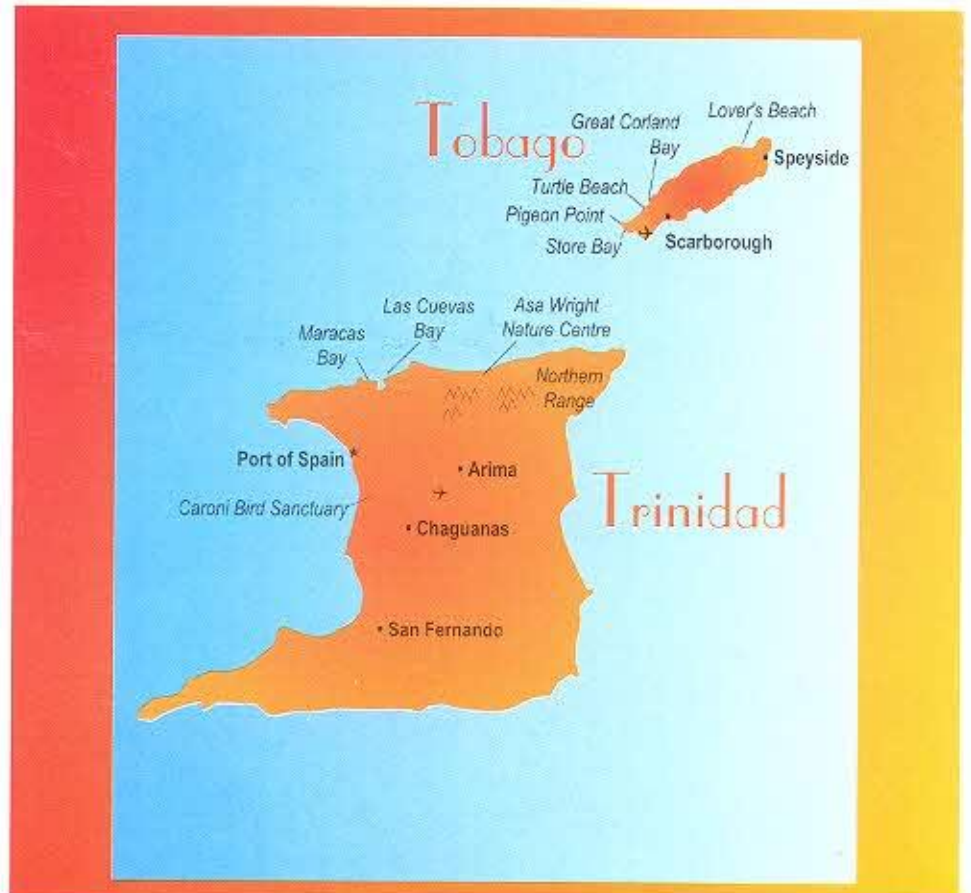 Tobago
Great Corland
Bay
Lover's Beach
Speyside
Turtle Beach
Pigeon Point
Store Bay
Scarborough
Las Cuevas
Bay
Asa Wright
Nature Centre
Maracas
Bay
Northern
Range
Port of Spain
Arima
Trinidad
Caroni Bird Sanctuary
Chaguanas
San Fernando